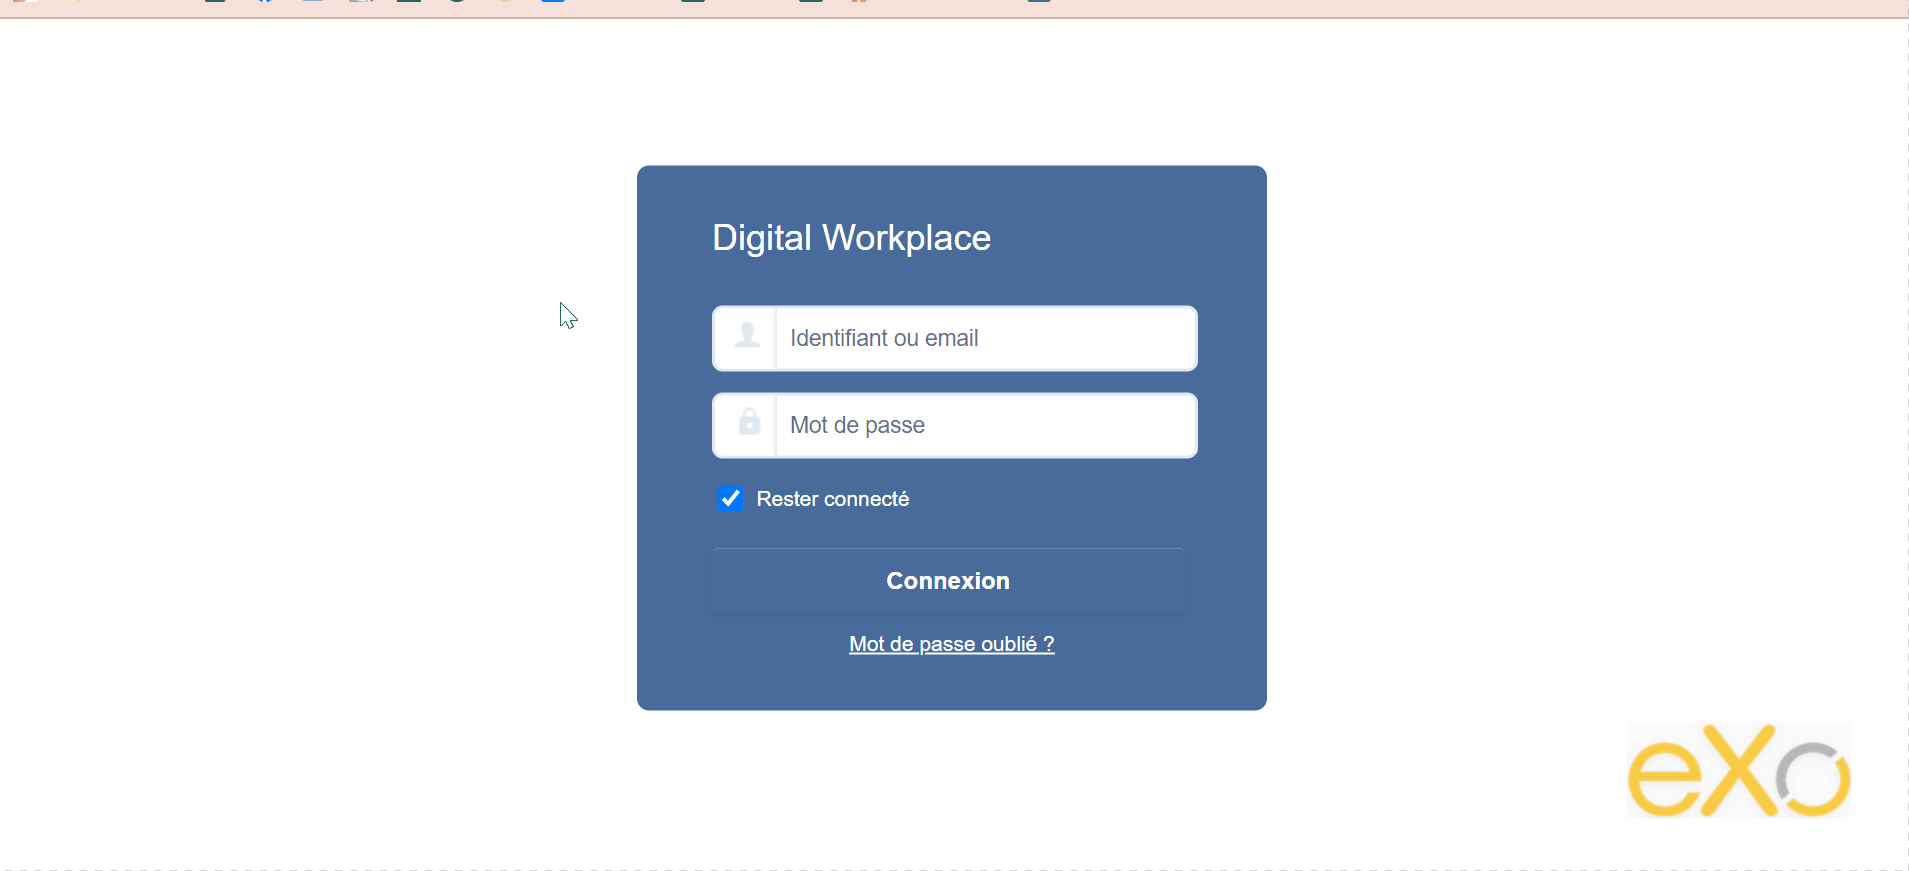 Digital Workplace
Identifiant ou email
Mot de passe
Rester connecté
Connexion
Mot de passe oublié ?
eXo